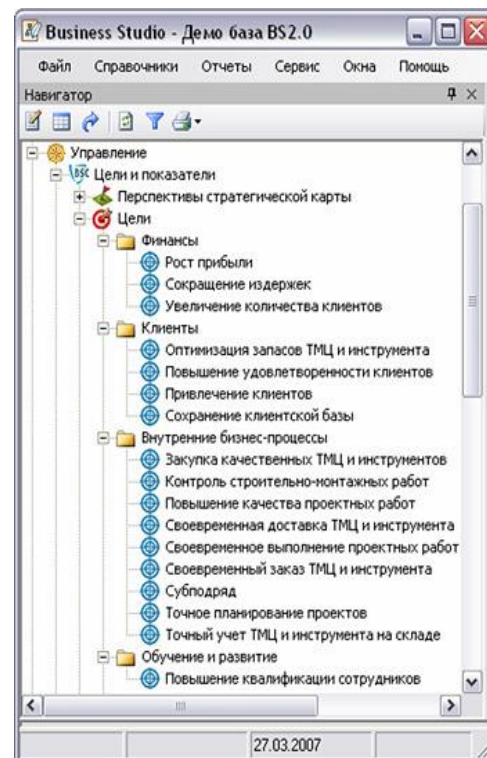 Business Studio - Демо база BS2.0
Файл Справочники Отчеты Сервис Окна Помощь
Навигатор
Управление
BSC Цели и показатели
Перспективы стратегической карты
Цели
Финансы
Рост прибыли
Сокращение издержек
Увеличение количества клиентов
Клиенты
Оптимизация запасов ТМЦ и инструмента
Повышение удовлетворенности клиентов
Привлечение клиентов
Сохранение клиентской базы
Внутренние бизнес-процессы
Закупка качественных ТМЦ и инструментов
Контроль строительно-монтажных работ
Повышение качества проектных работ
Своевременная доставка ТМЦ и инструмента
Своевременное выполнение проектных работ
Своевременный заказ ТМЦ и инструмента
Субподряд
Точное планирование проектов
Точный учет ТМЦ и инструмента на складе
Обучение и развитие
Повышение квалификации сотрудников
27.03.2007